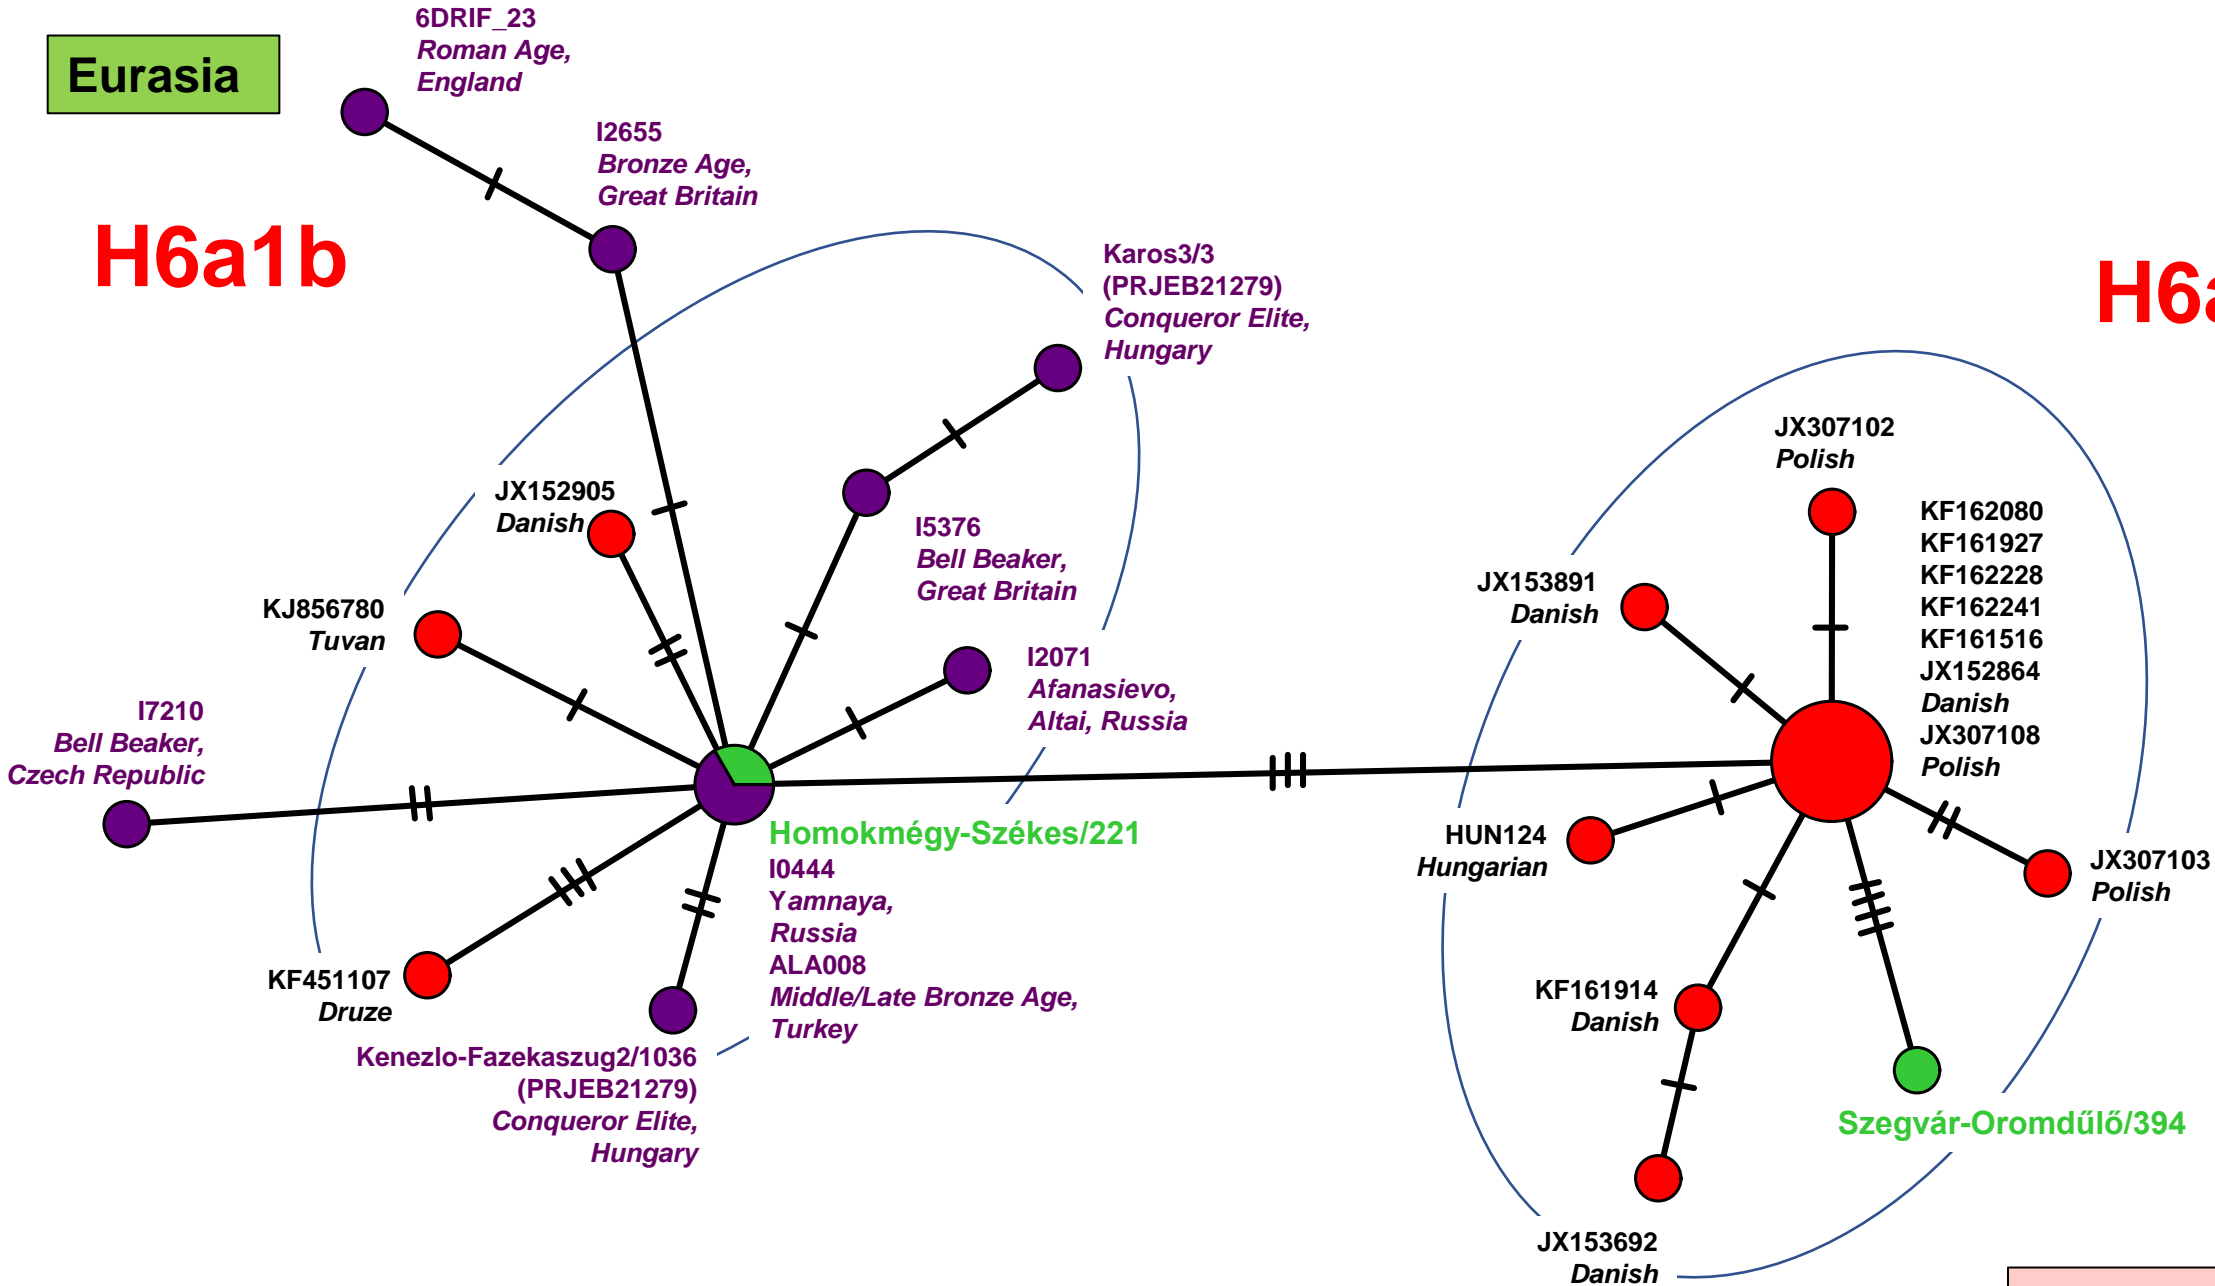 Eurasia
H6a1b
6DRIF_23
Roman Age,
England
I2655
Bronze Age,
Great Britain
Karos3/3
(PRJEB21279)
Conqueror Elite,
Hungary
JX152905
Danish
I5376
Bell Beaker,
Great Britain
KJ856780
Tuvan
I2071
Afanasievo,
Altai, Russia
I7210
Bell Beaker,
Czech Republic
Homokmégy-Székes/221
I0444
Yamnaya,
Russia
ALA008
Middle/Late Bronze Age,
Turkey
KF451107
Druze
Kenezlo-Fazekaszug2/1036
(PRJEB21279)
Conqueror Elite,
Hungary
H6a
JX307102
Polish
KF162080
KF161927
KF162228
KF162241
KF161516
JX152864
Danish
JX307108
Polish
JX153891
Danish
HUN124
Hungarian
JX307103
Polish
KF161914
Danish
Szegvár-Oromdűlő/394
JX153692
Danish